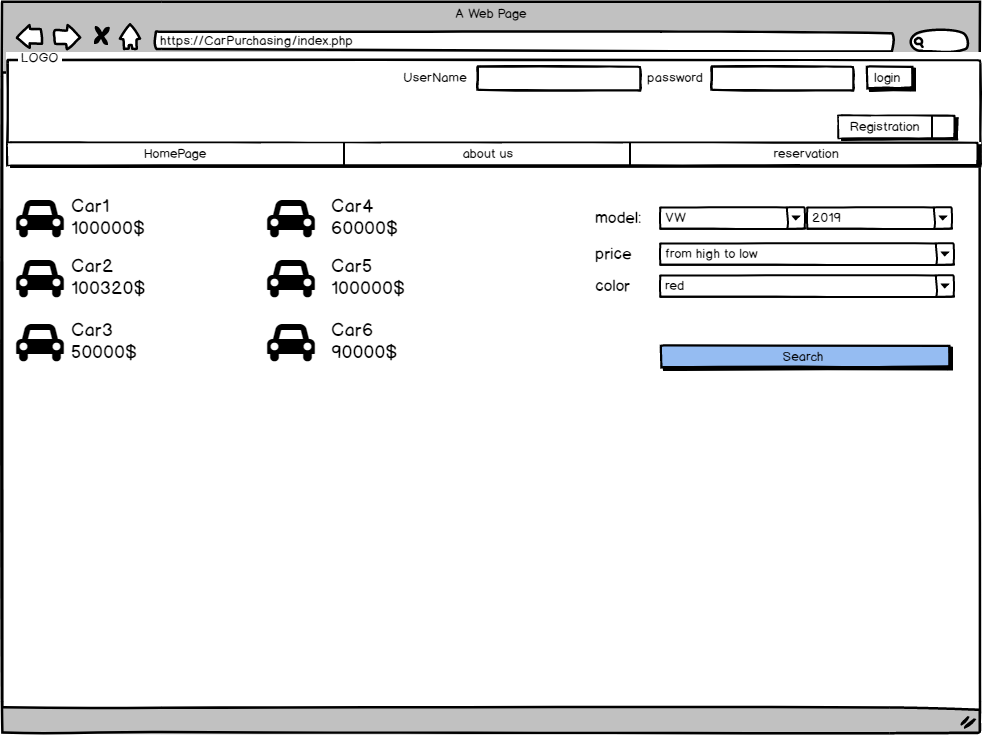 A Web Page
https://CarPurchasing/index.php
LOGO
UserName password login
Registration
HomePage about us reservation
Car1
100000$
Car4
60000$
model: VW 2019
Car2
100320$
Car5
100000$
price from high to low
color red
Car3
50000$
Car6
90000$
Search